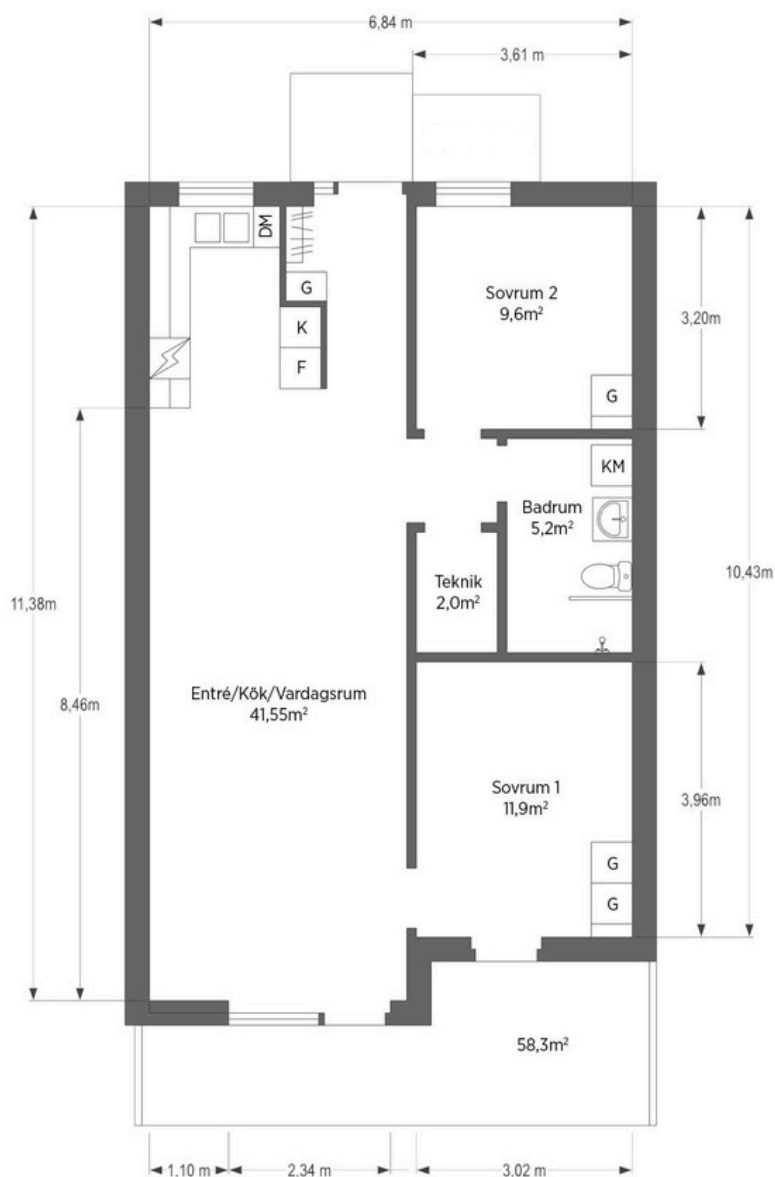 6,84 m
3,61 m
DM
G
K
F
Sovrum 2
9,6m²
3,20m
G
KM
Badrum
5,2m²
Teknik
2,0m²
10,43m
11,38m
8,46m
Entré/Kök/Vardagsrum
41,55m²
Sovrum 1
11,9m²
3,96m
G
G
58,3m²
1.10 m
2.34 m
3.02 m